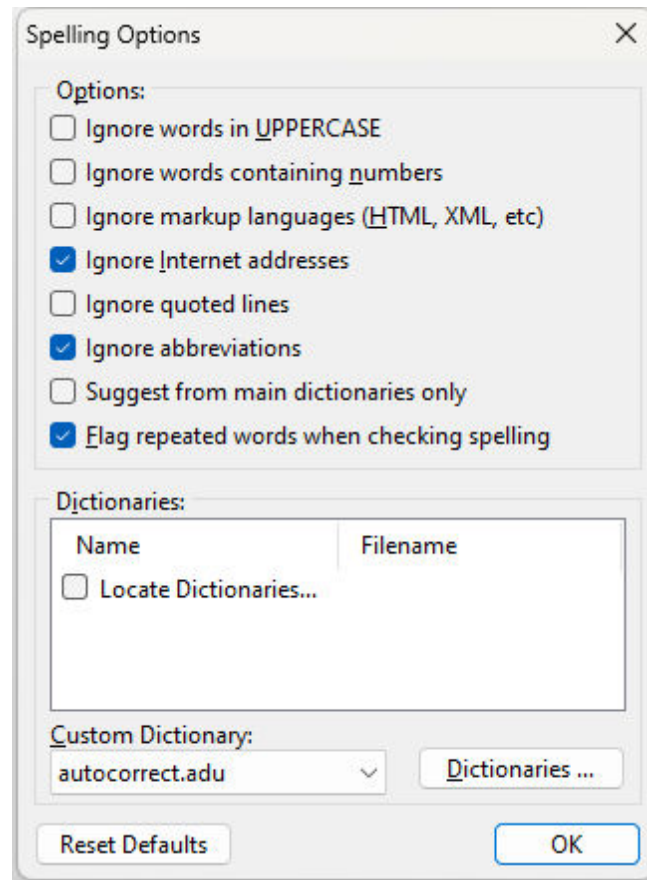 Spelling Options
Options:
Ignore words in UPPERCASE
Ignore words containing numbers
Ignore markup languages (HTML, XML, etc)
Ignore Internet addresses
Ignore quoted lines
Ignore abbreviations
Suggest from main dictionaries only
Flag repeated words when checking spelling
Dictionaries:
Name Filename
Locate Dictionaries...
Custom Dictionary:
autocorrect.adu Dictionaries ...
Reset Defaults OK